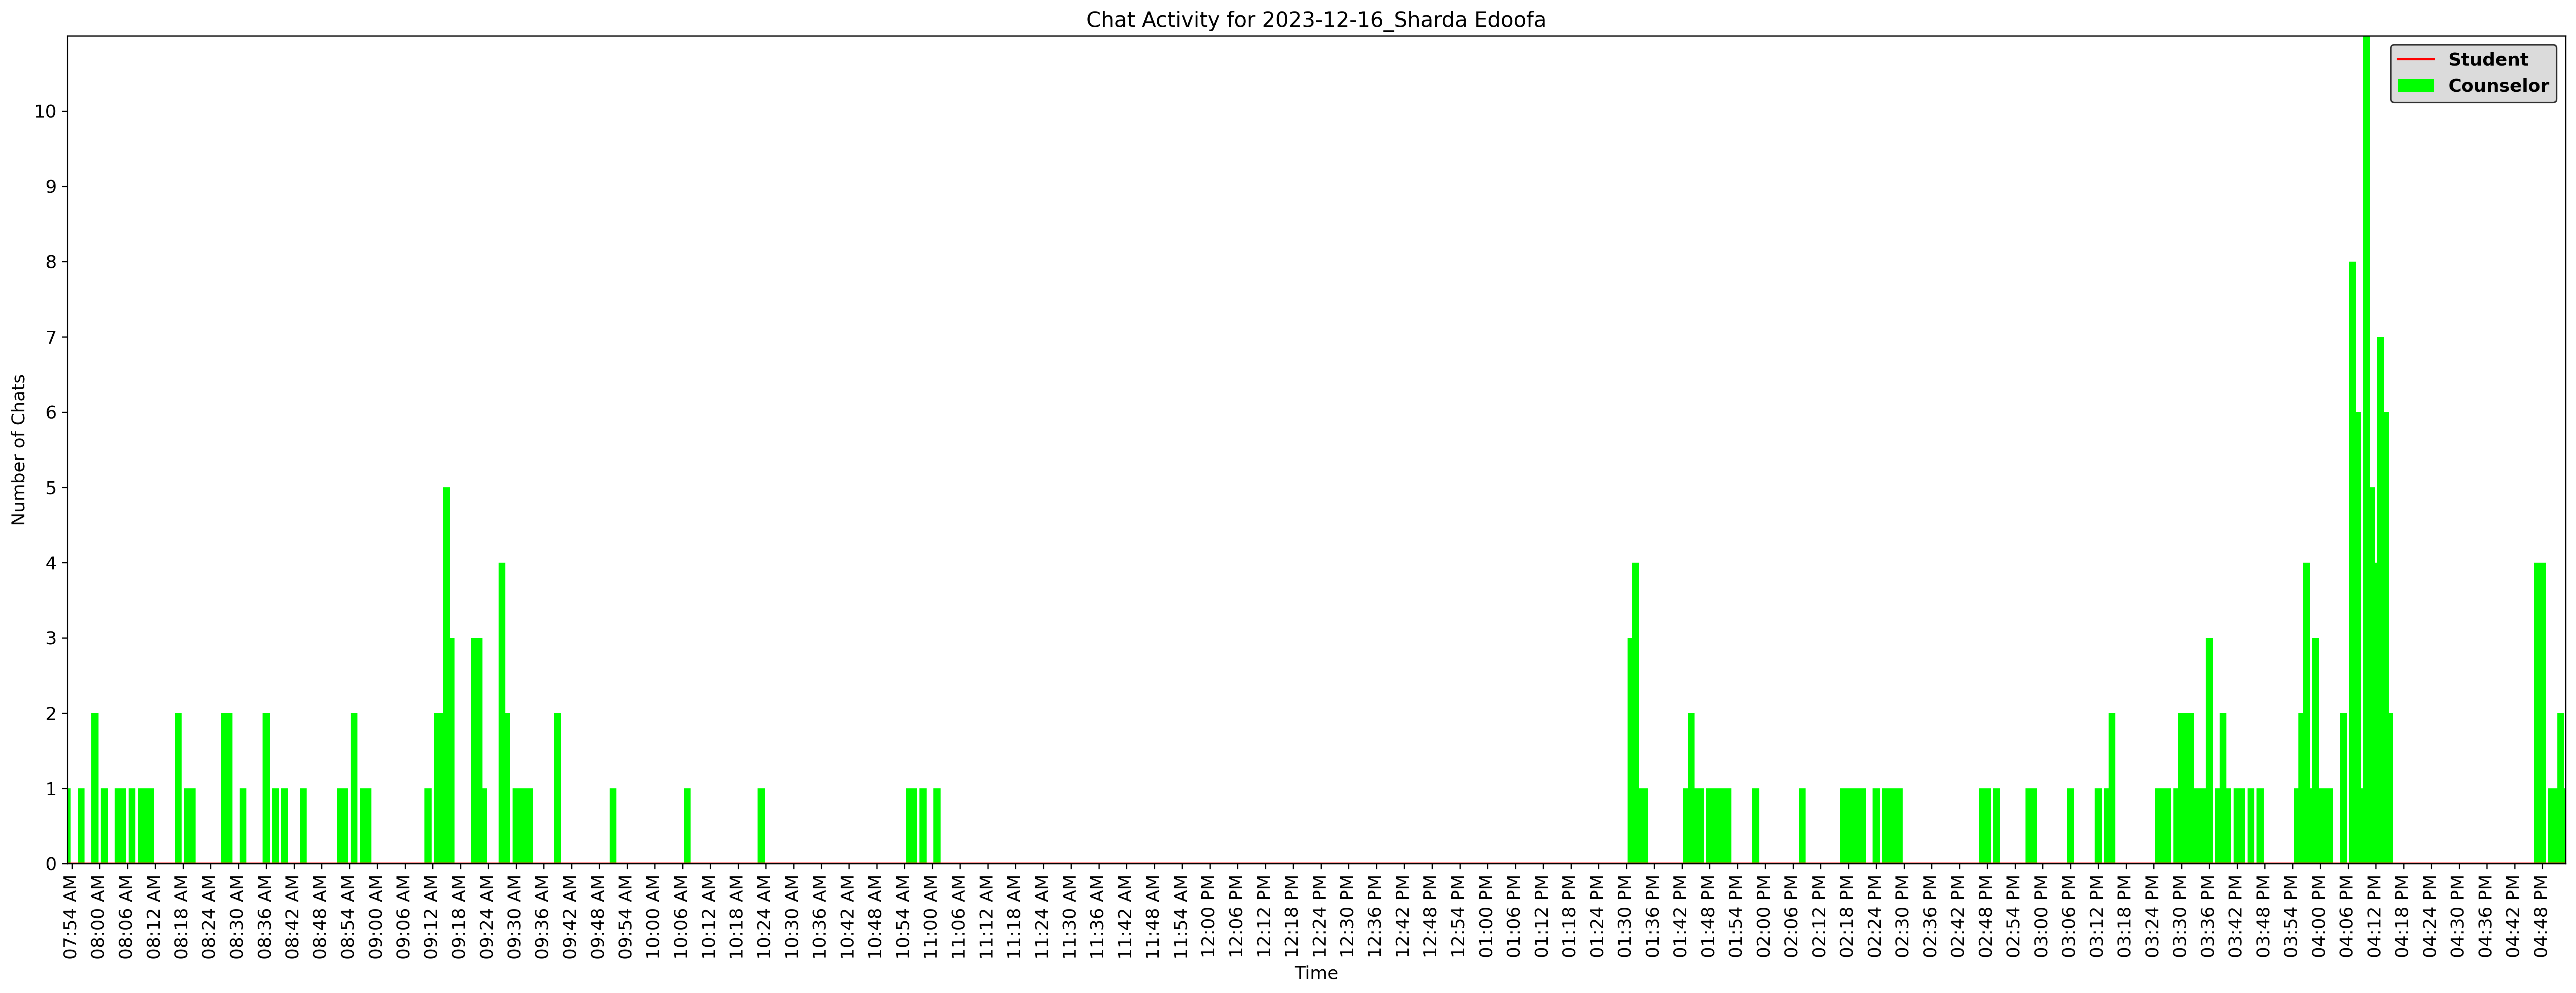 Chat Activity for 2023-12-16_Sharda Edoofa
Student
Counselor
Number of Chats
10
9
8
7
6
5
4
3
2
1
0
07:54 AM
08:00 AM
08:06 AM
08:12 AM
08:18 AM
08:24 AM
08:30 AM
08:36 AM
08:42 AM
08:48 AM
08:54 AM
09:00 AM
09:06 AM
09:12 AM
09:18 AM
09:24 AM
09:30 AM
09:36 AM
09:42 AM
09:48 AM
09:54 AM
10:00 AM
10:06 AM
10:12 AM
10:18 AM
10:24 AM
10:30 AM
10:36 AM
10:42 AM
10:48 AM
10:54 AM
11:00 AM
11:06 AM
11:12 AM
11:18 AM
11:24 AM
11:30 AM
11:36 AM
11:42 AM
11:48 AM
11:54 AM
12:00 PM
12:06 PM
12:12 PM
12:18 PM
12:24 PM
12:30 PM
12:36 PM
12:42 PM
12:48 PM
12:54 PM
01:00 PM
01:06 PM
01:12 PM
01:18 PM
01:24 PM
01:30 PM
01:36 PM
01:42 PM
01:48 PM
01:54 PM
02:00 PM
02:06 PM
02:12 PM
02:18 PM
02:24 PM
02:30 PM
02:36 PM
02:42 PM
02:48 PM
02:54 PM
03:00 PM
03:06 PM
03:12 PM
03:18 PM
03:24 PM
03:30 PM
03:36 PM
03:42 PM
03:48 PM
03:54 PM
04:00 PM
04:06 PM
04:12 PM
04:18 PM
04:24 PM
04:30 PM
04:36 PM
04:42 PM
04:48 PM
Time